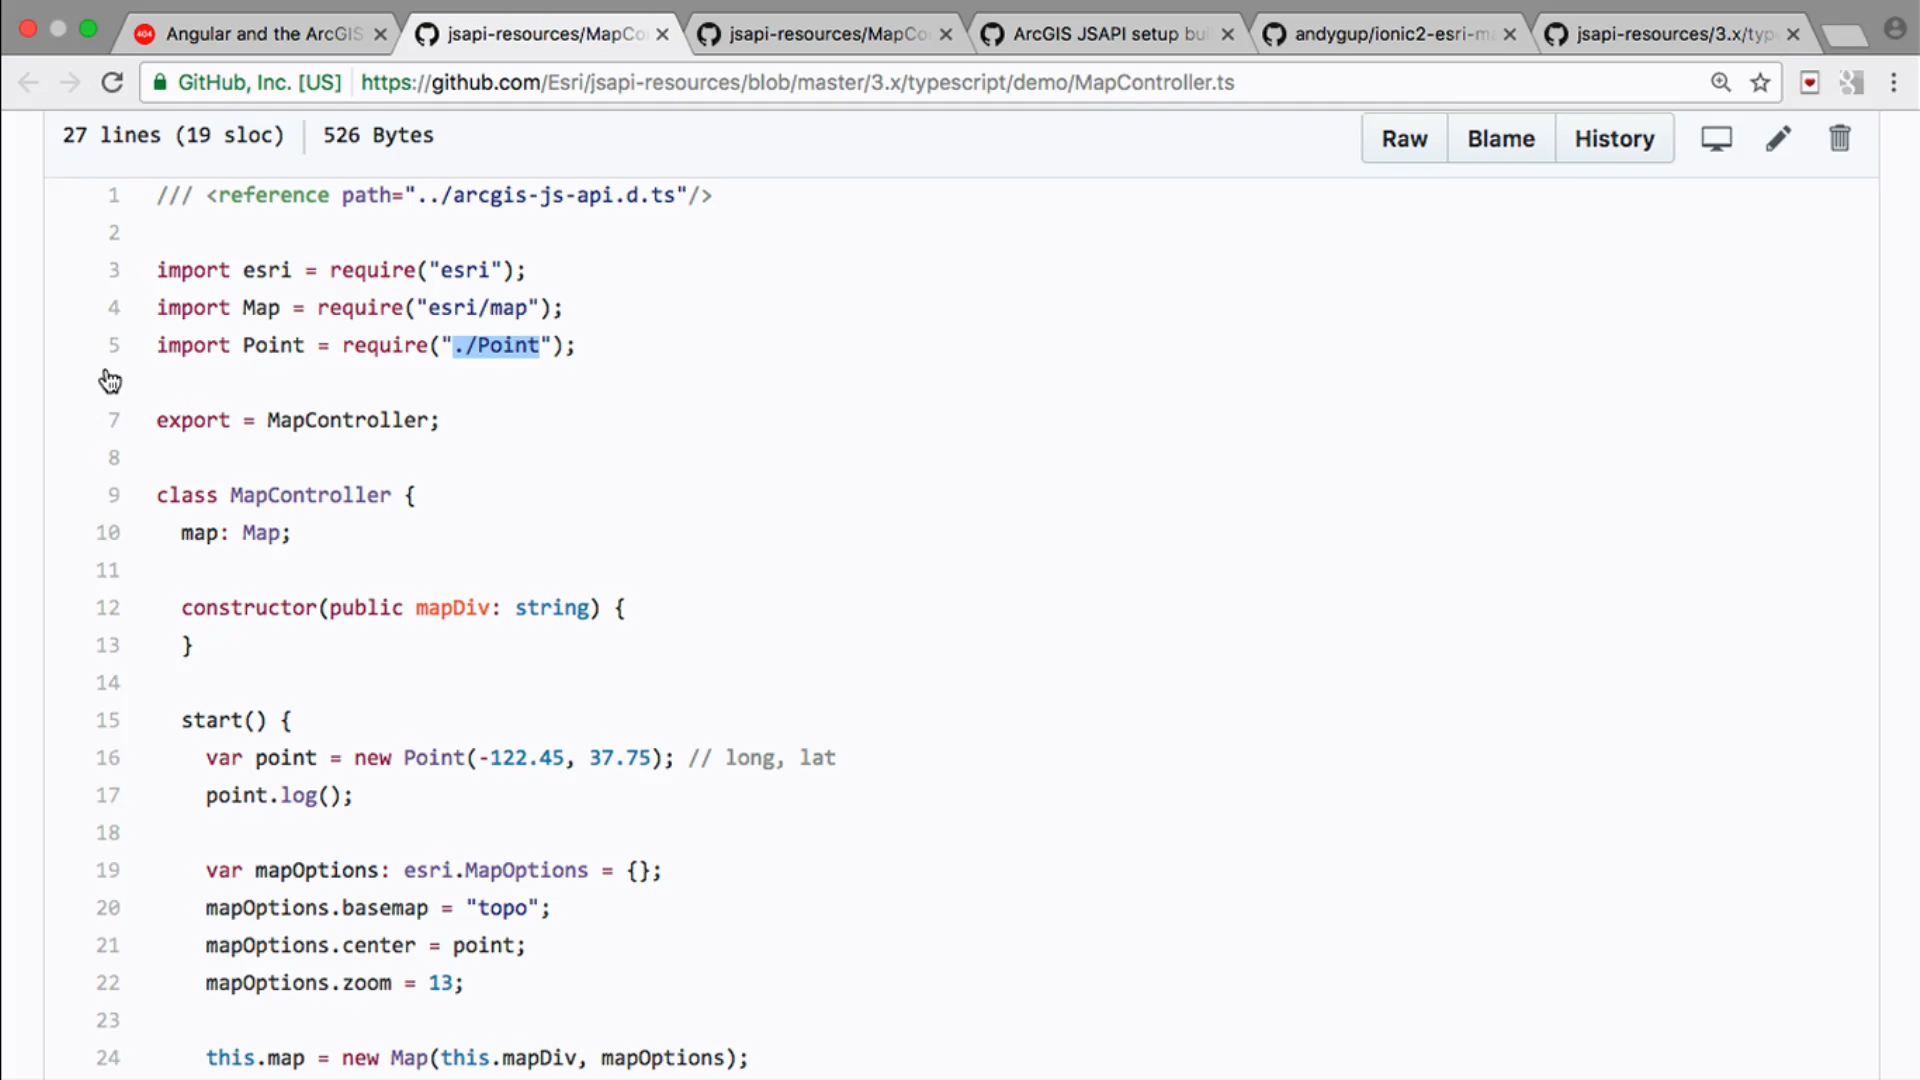 404 Angular and the ArcGIS
jsapi-resources/MapCo
jsapi-resources/MapCo
ArcGIS JSAPI setup bui
andygup/ionic2-esri-m
jsapi-resources/3.x/typ
GitHub, Inc. [US] https://github.com/Esri/jsapi-resources/blob/master/3.x/typescript/demo/MapController.ts
27 lines (19 sloc) 526 Bytes Raw Blame History
1 /// <reference path="../arcgis-js-api.d.ts"/>
2
3 import esri = require("esri");
4 import Map = require("esri/map");
5 import Point = require("./Point");
7 export = MapController;
8
9 class MapController {
10 map: Map;
11
12 constructor(public mapDiv: string) {
13 }
14
15 start() {
16 var point = new Point(-122.45, 37.75); // long, lat
17 point.log();
18
19 var mapOptions: esri.MapOptions = {};
20 mapOptions.basemap = "topo";
21 mapOptions.center = point;
22 mapOptions.zoom = 13;
23
24 this.map = new Map(this.mapDiv, mapOptions);